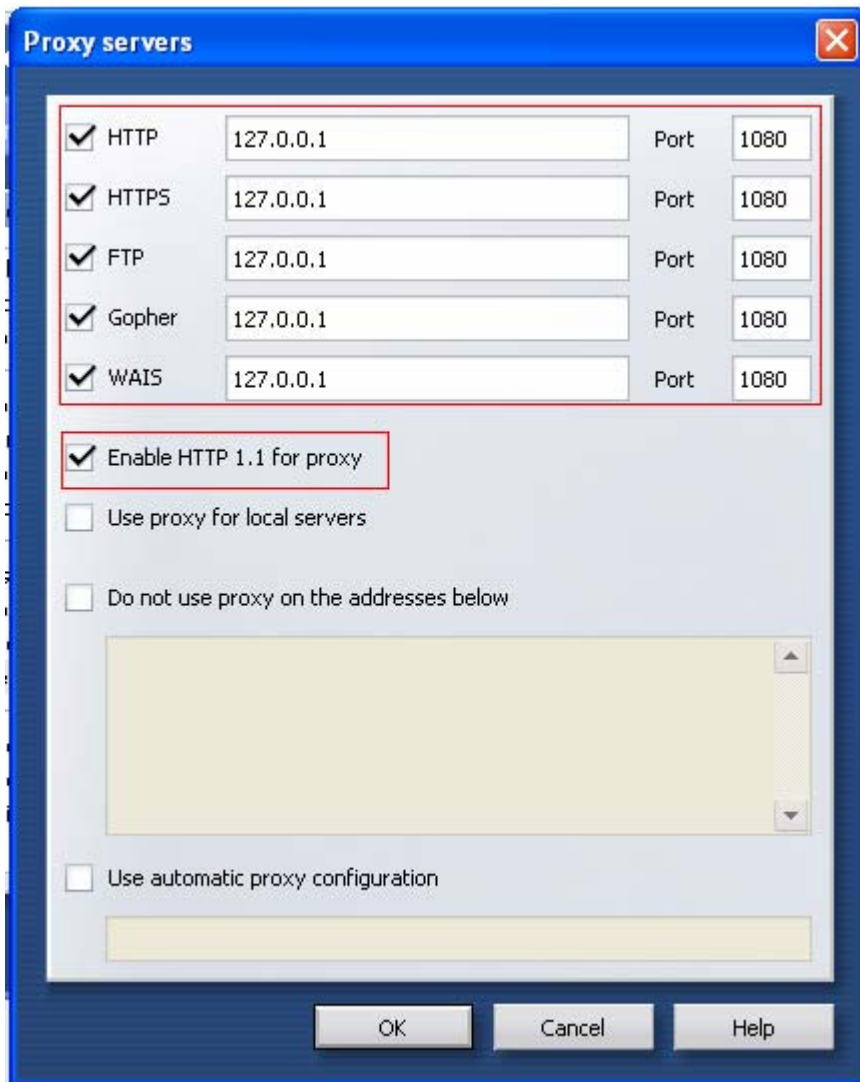 Proxy servers
HTTP 127.0.0.1 Port 1080
HTTPS 127.0.0.1 Port 1080
FTP 127.0.0.1 Port 1080
Gopher 127.0.0.1 Port 1080
WAIS 127.0.0.1 Port 1080
Enable HTTP 1.1 for proxy
Use proxy for local servers
Do not use proxy on the addresses below
Use automatic proxy configuration
OK Cancel Help